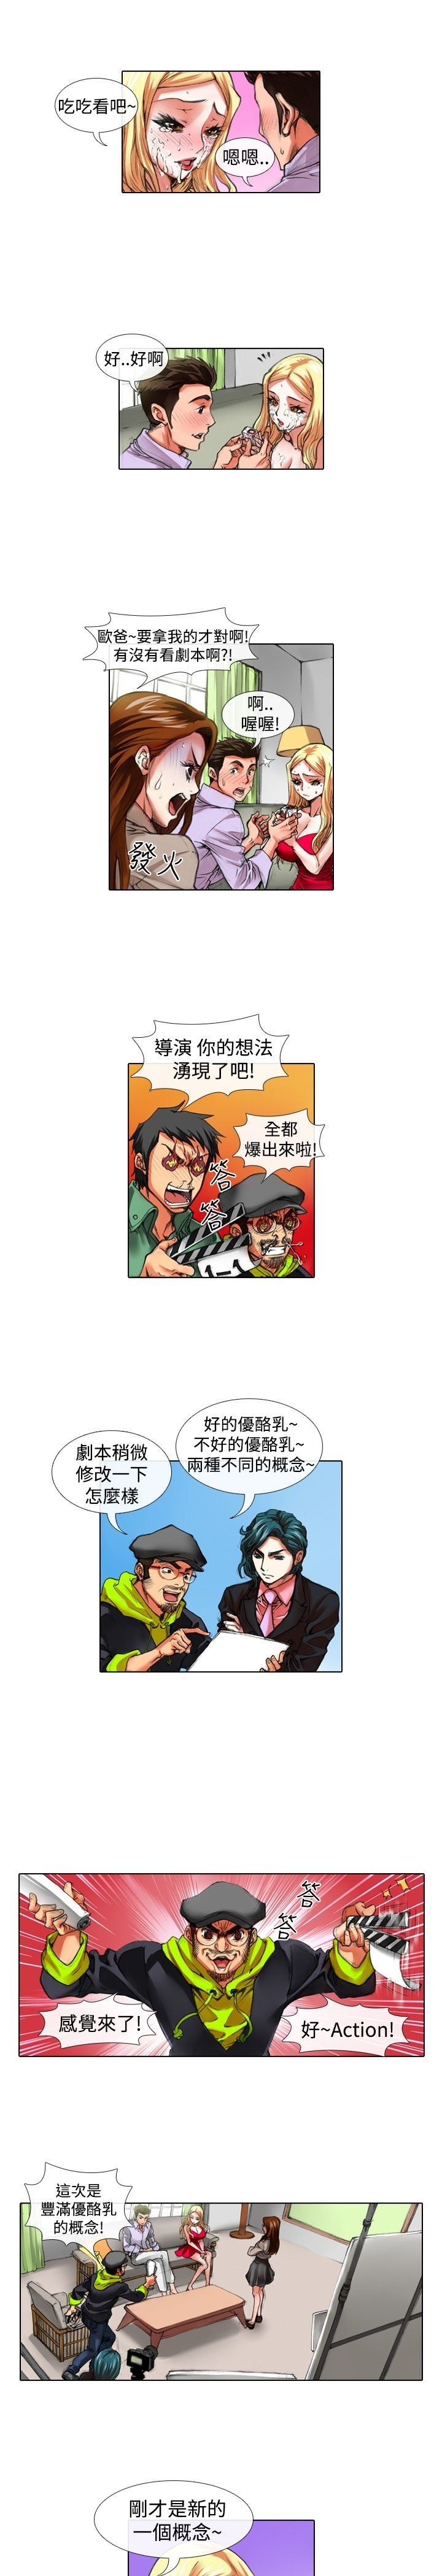 吃吃看吧~
嗯嗯..
好..好啊
歐爸~要拿我的才對啊!
有沒有看劇本啊?!
啊..
喔喔!
發火
導演 你的想法
湧現了吧!
全都
爆出來啦!
答
答
1-1
好的優酪乳~
不好的優酪乳~
兩種不同的概念~
劇本稍微
修改一下
怎麼樣
答
答
感覺來了!
好~Action!
這次是
豐滿優酪乳
的概念!
剛才是新的
一個概念~